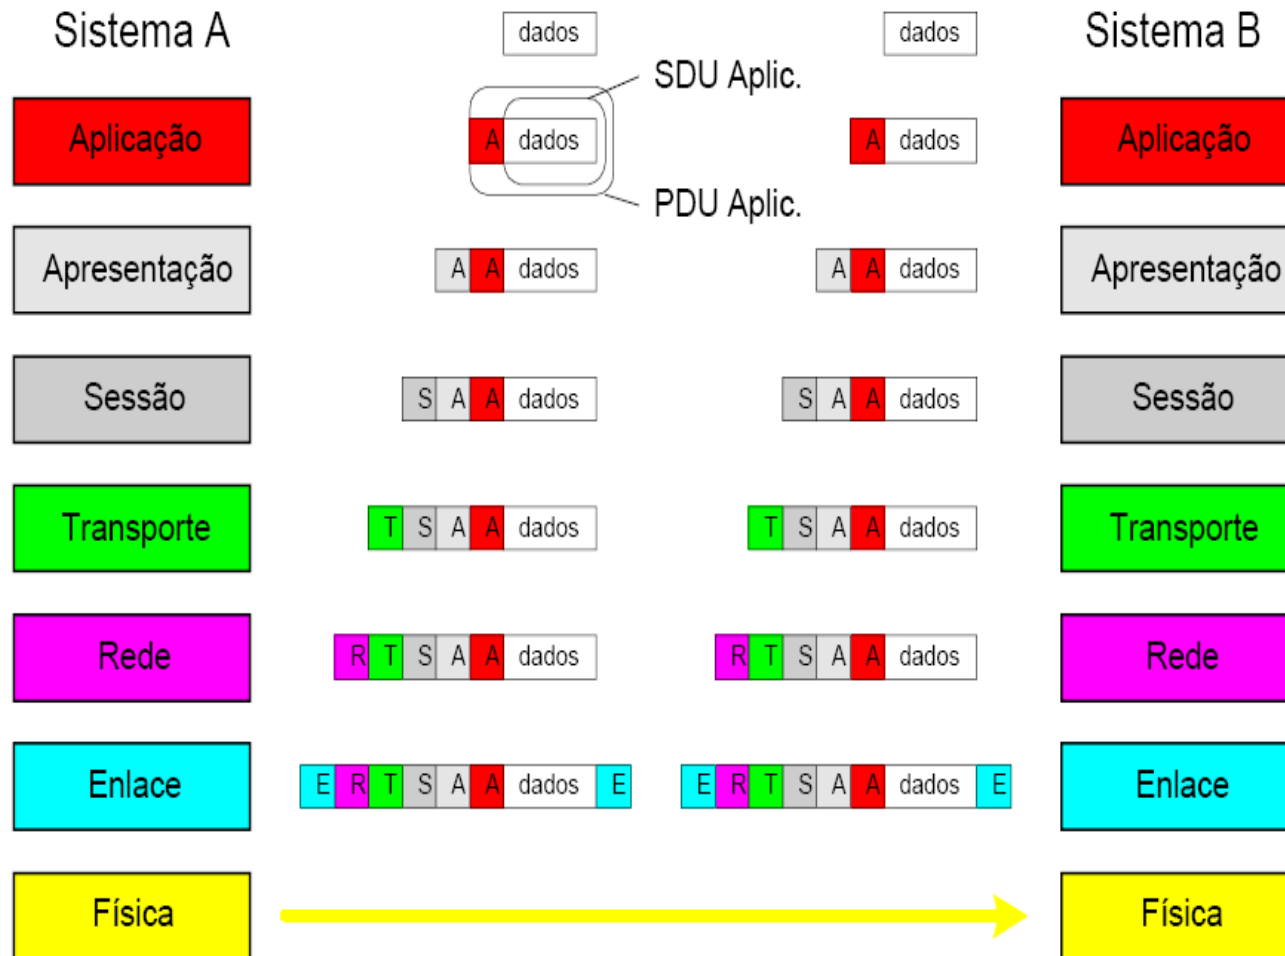 Sistema A dados dados Sistema B
SDU Aplic.
Aplicação A dados A dados Aplicação
PDU Aplic.
Apresentação A A dados A A dados Apresentação
Sessão S A A dados S A A dados Sessão
Transporte T S A A dados T S A A dados Transporte
Rede R T S A A dados R T S A A dados Rede
Enlace E R T S A A dados E E R T S A A dados E Enlace
Física Física